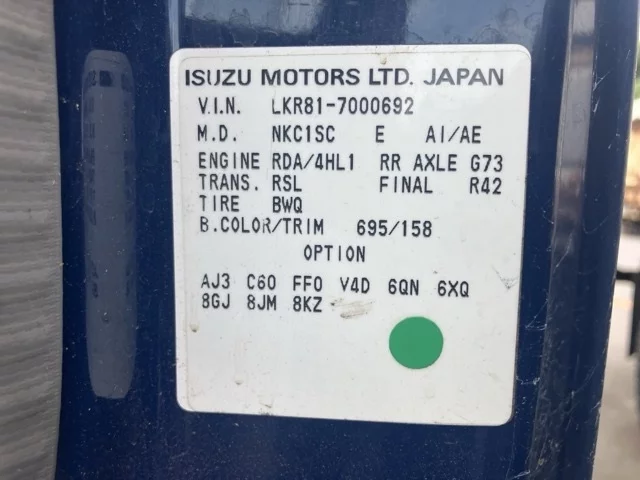 ISUZU MOTORS LTD. JAPAN
V.I.N. LKR81-7000692
M.D. NKC1SC E AI/AE
ENGINE RDA/4HL1 RR AXLE G73
TRANS. RSL FINAL R42
TIRE BWQ
B.COLOR/TRIM 695/158
OPTION
AJ3 C60 FF0 V4D 6QN 6XQ
8GJ 8JM 8KZ